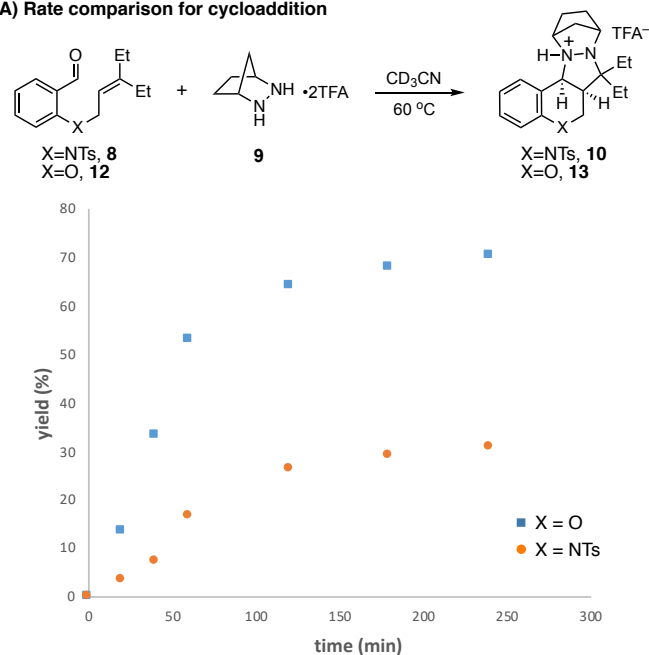 A) Rate comparison for cycloaddition
O
Et
Et
X
X=NTs, 8
X=O, 12
+
NH
N
H
•2TFA
9
CD₃CN
60 °C
H–N
+
N
TFA⁻
Et
Et
H
H
X
X=NTs, 10
X=O, 13
80
70
60
50
40
30
20
10
0
yield (%)
X = O
X = NTs
0 50 100 150 200 250 300
time (min)